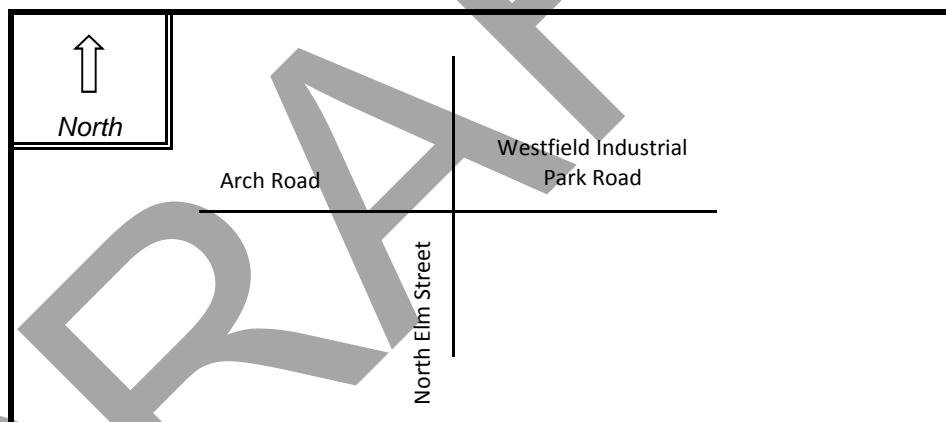 North
Westfield Industrial
Park Road
Arch Road
North Elm Street